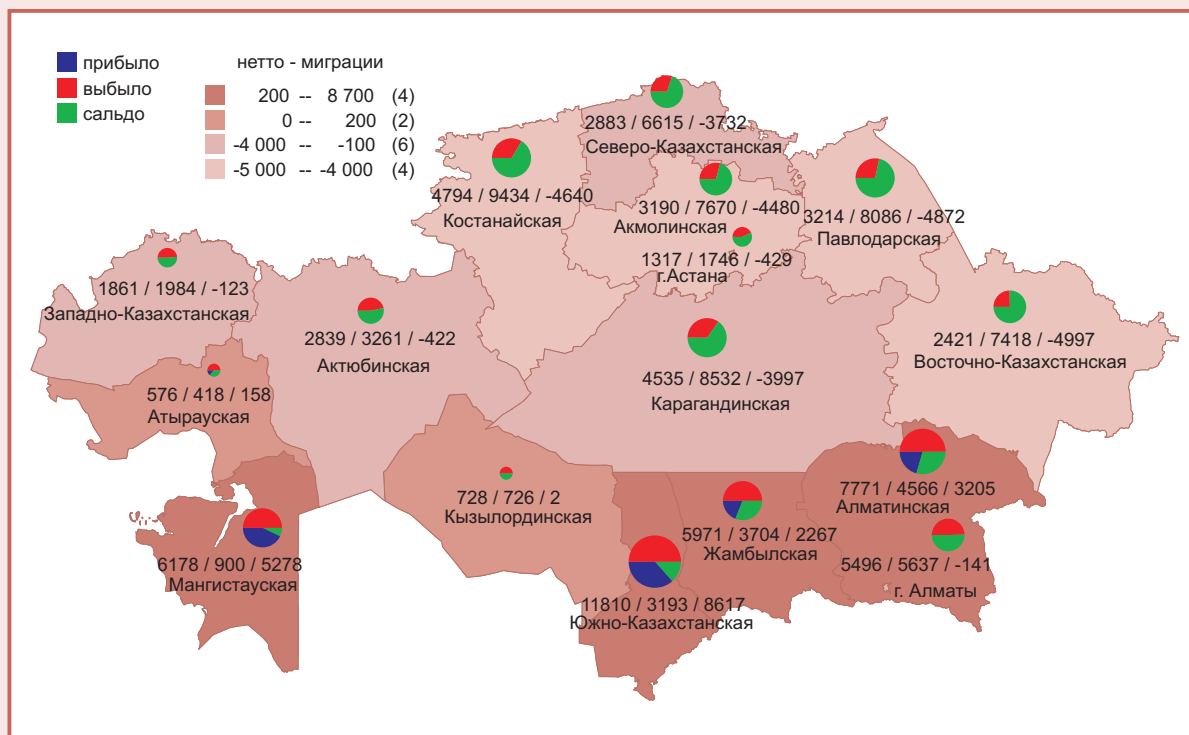 прибыло
выбыло
сальдо
нетто - миграции
200 -- 8 700 (4)
0 -- 200 (2)
-4 000 -- -100 (6)
-5 000 -- -4 000 (4)
2883 / 6615 / -3732
Северо-Казахстанская
4794 / 9434 / -4640
Костанайская
3190 / 7670 / -4480
Акмолинская
1317 / 1746 / -429
г.Астана
3214 / 8086 / -4872
Павлодарская
1861 / 1984 / -123
Западно-Казахстанская
2839 / 3261 / -422
Актюбинская
4535 / 8532 / -3997
Карагандинская
2421 / 7418 / -4997
Восточно-Казахстанская
576 / 418 / 158
Атырауская
728 / 726 / 2
Кызылординская
7771 / 4566 / 3205
Алматинская
5971 / 3704 / 2267
Жамбылская
5496 / 5637 / -141
г. Алматы
6178 / 900 / 5278
Мангистауская
11810 / 3193 / 8617
Южно-Казахстанская